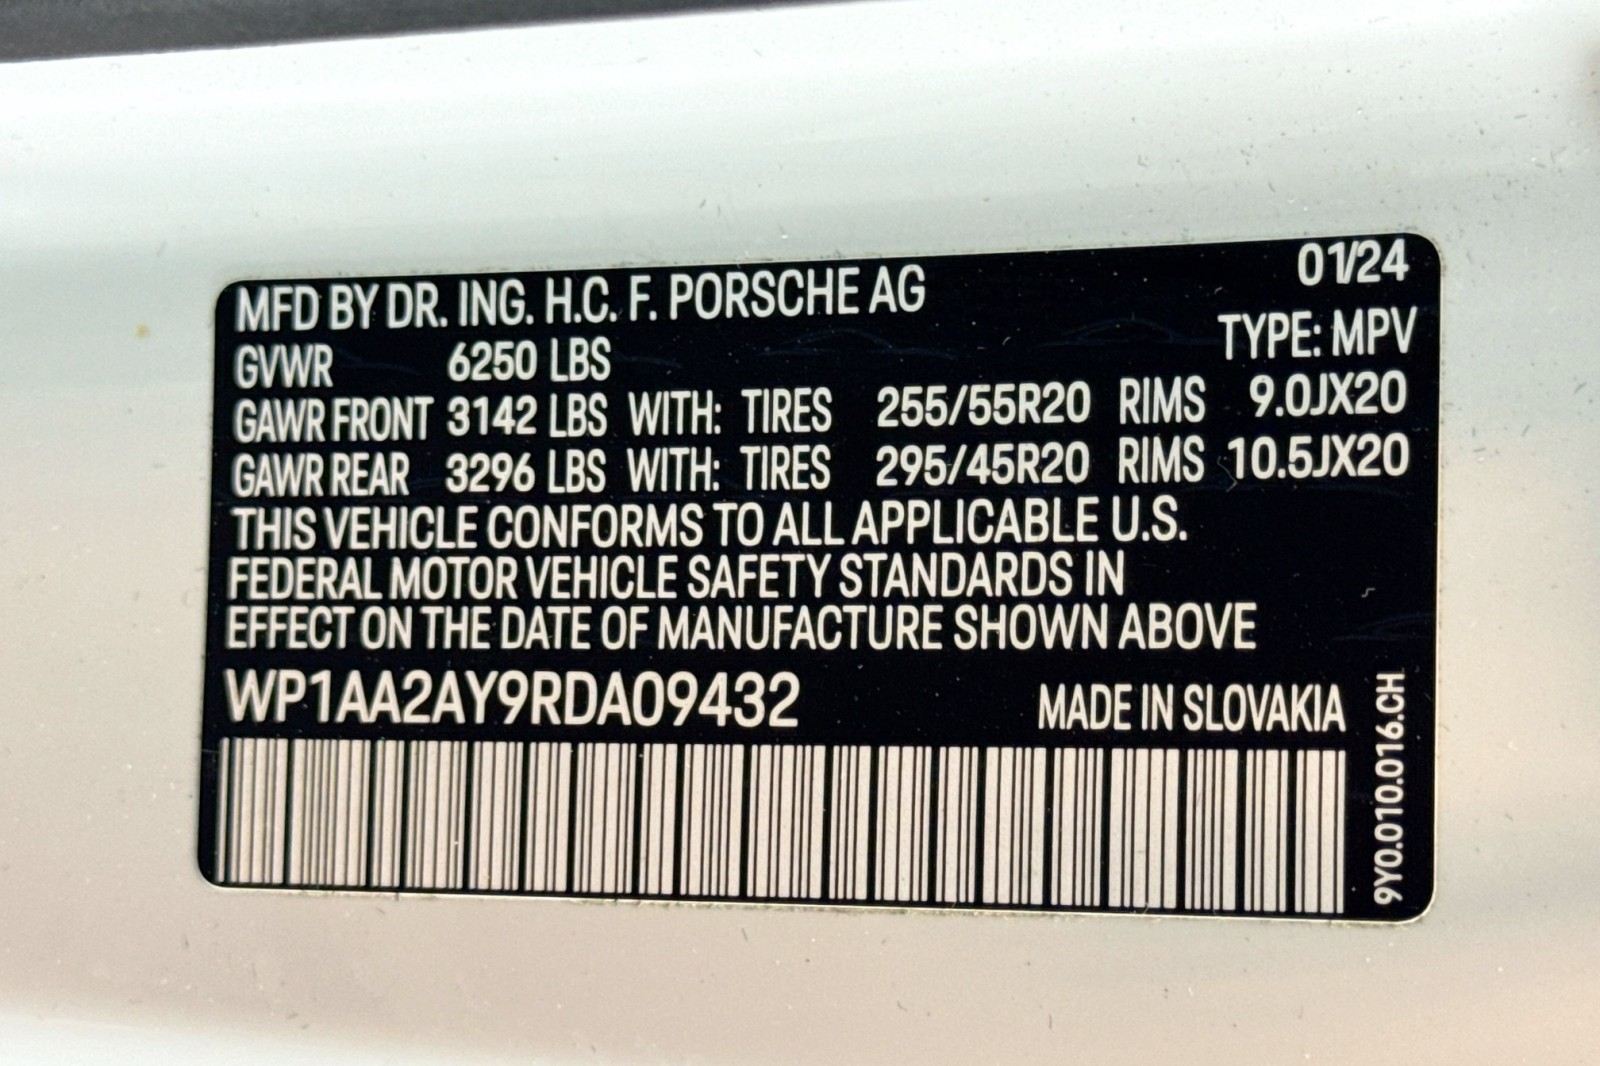 MFD BY DR. ING. H.C. F. PORSCHE AG 01/24
TYPE: MPV
GVWR 6250 LBS
GAWR FRONT 3142 LBS WITH: TIRES 255/55R20 RIMS 9.0JX20
GAWR REAR 3296 LBS WITH: TIRES 295/45R20 RIMS 10.5JX20
THIS VEHICLE CONFORMS TO ALL APPLICABLE U.S.
FEDERAL MOTOR VEHICLE SAFETY STANDARDS IN
EFFECT ON THE DATE OF MANUFACTURE SHOWN ABOVE
WP1AA2AY9RDA09432 MADE IN SLOVAKIA
9Y0.010.016.CH